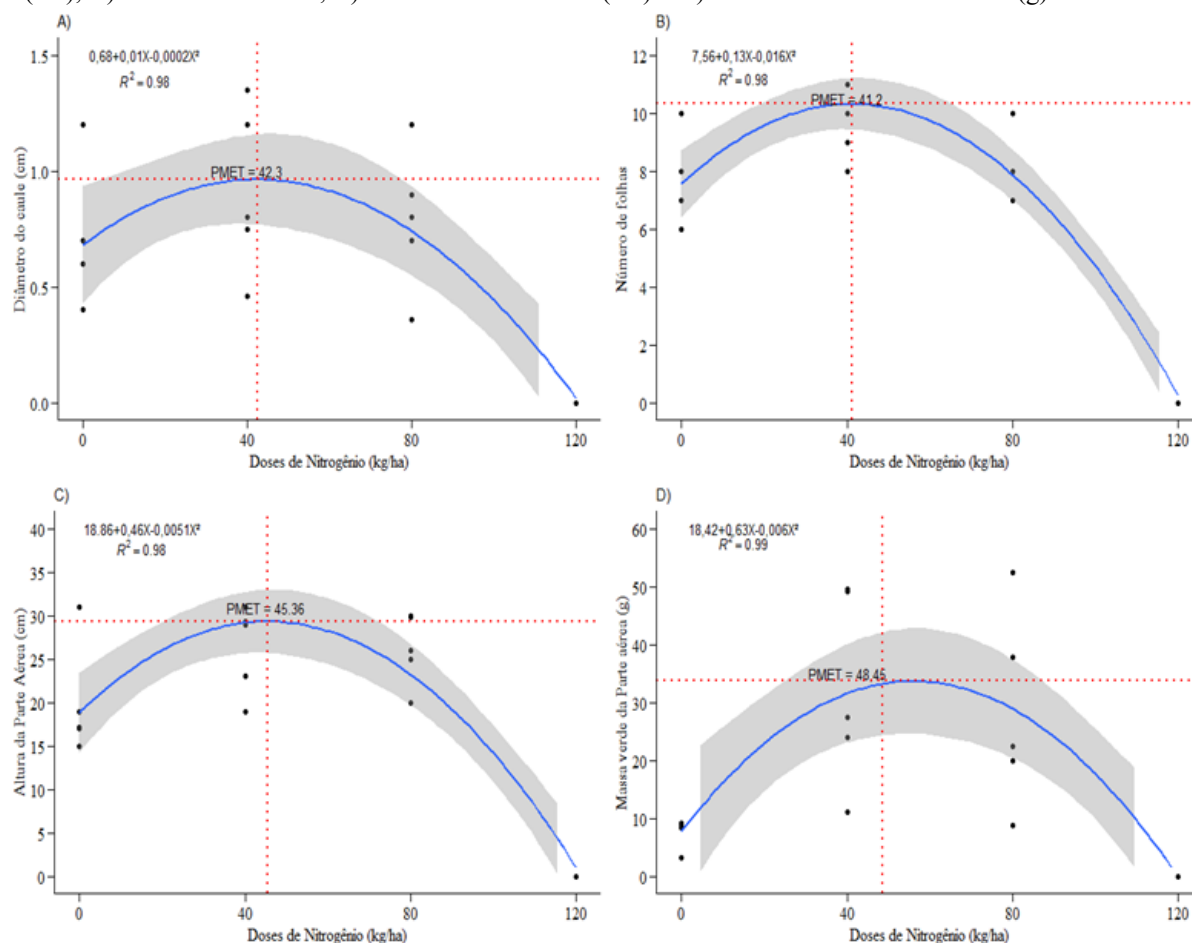 A)
0,68+0,01X-0,0002X²
R² = 0.98
PMET = 42,3
Diâmetro do caule (cm)
1.5
1.0
0.5
0.0
0
40
80
120
Doses de Nitrogênio (kg/ha)
B)
7,56+0,13X-0,016X²
R² = 0.98
PMET = 41,2
Número de folhas
12
10
8
6
4
2
0
0
40
80
120
Doses de Nitrogênio (kg/ha)
C)
18.86+0,46X-0,0051X²
R² = 0.98
PMET = 45.36
Altura da Parte Aérea (cm)
40
35
30
25
20
15
10
5
0
0
40
80
120
Doses de Nitrogênio (kg/ha)
D)
18,42+0,63X-0,006X²
R² = 0.99
PMET = 48,45
Massa verde da Parte aérea (g)
60
50
40
30
20
10
0
0
40
80
120
Doses de Nitrogênio (kg/ha)